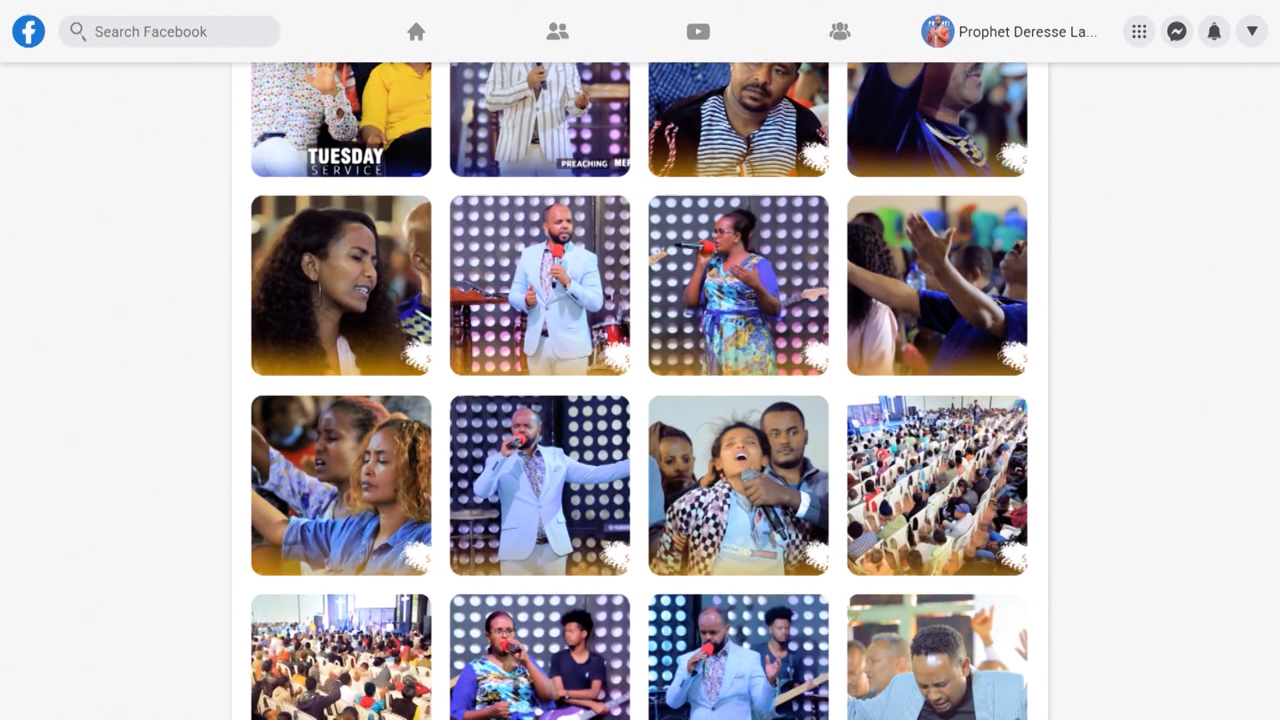 Search Facebook
Prophet Deresse La...
TUESDAY
SERVICE
PREACHING